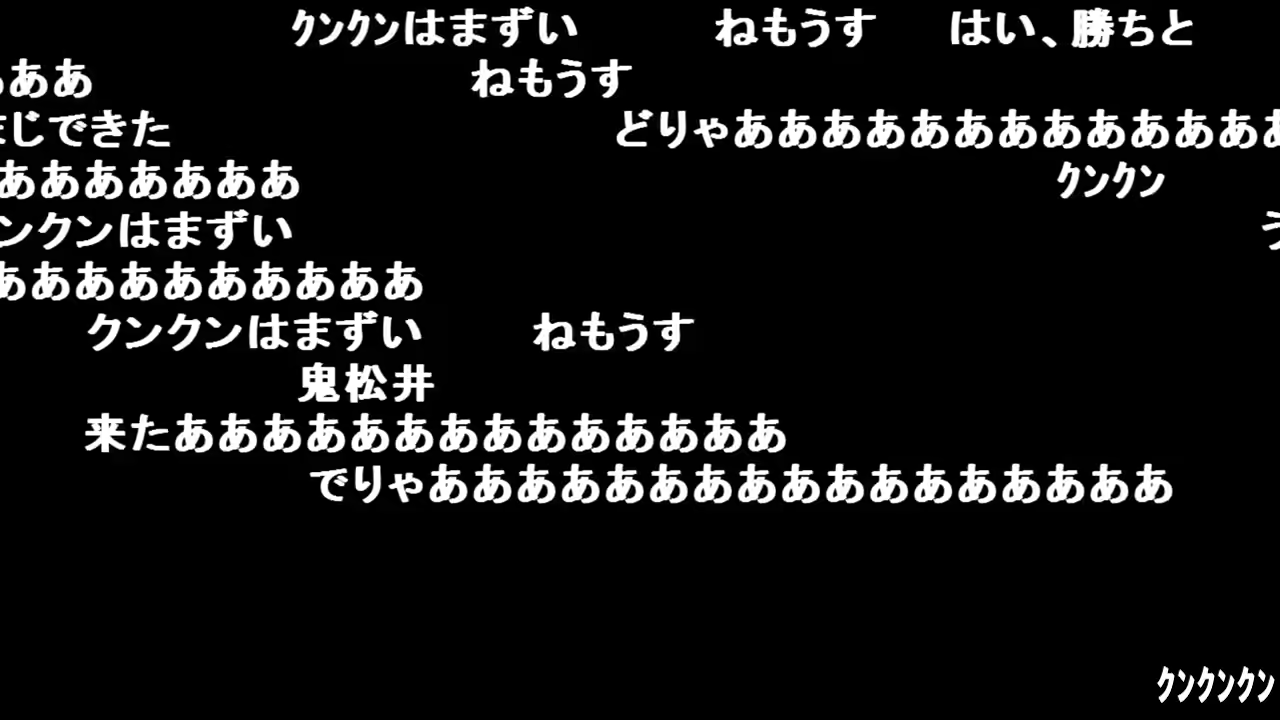 ｸﾝｸﾝはまずい ねもうす はい、勝ちと
ああ ねもうす
まじできた どりゃああああああああああああああ
あああああああ ｸﾝｸﾝ
ンクンはまずい う
ああああああああああ
クンクンはまずい ねもうす
鬼松井
来たああああああああああああああ
でりゃあああああああああああああああああ
ｸﾝｸﾝｸﾝ